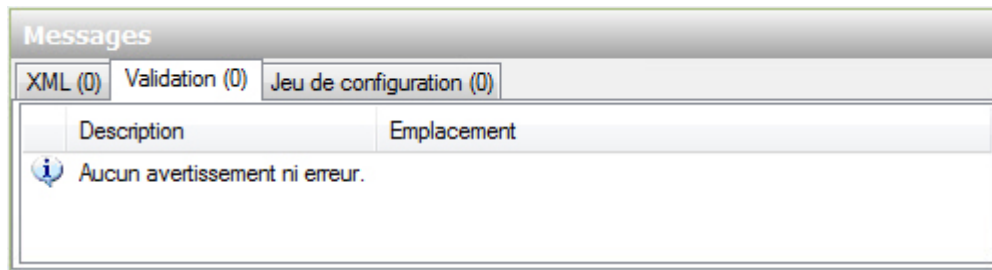 Messages
XML (0) Validation (0) Jeu de configuration (0)
Description Emplacement
Aucun avertissement ni erreur.